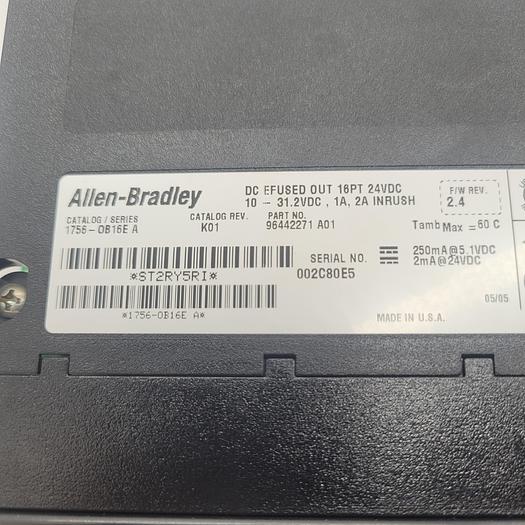 Allen-Bradley
DC EFUSED OUT 16PT 24VDC
10 - 31.2VDC , 1A, 2A INRUSH
F/W REV.
2.4
CATALOG / SERIES
1756-OB16E A
CATALOG REV.
K01
PART NO.
96442271 A01
Tamb Max = 60 C
*ST2RY5RI*
SERIAL NO.
002C80E5
250mA@5.1VDC
2mA@24VDC
*1756-OB16E A*
MADE IN U.S.A.
05/05